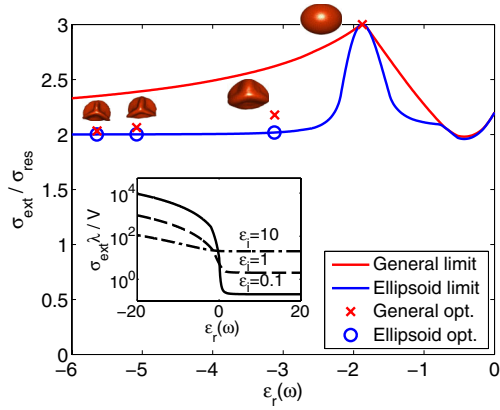 3
2.5
2
1.5
1
0.5
0
σext / σres
−6
−5
−4
−3
−2
−1
0
εr(ω)
10⁴
10²
10⁰
σext λ / V
εi=10
εi=1
εi=0.1
−20
0
20
εr(ω)
General limit
Ellipsoid limit
General opt.
Ellipsoid opt.